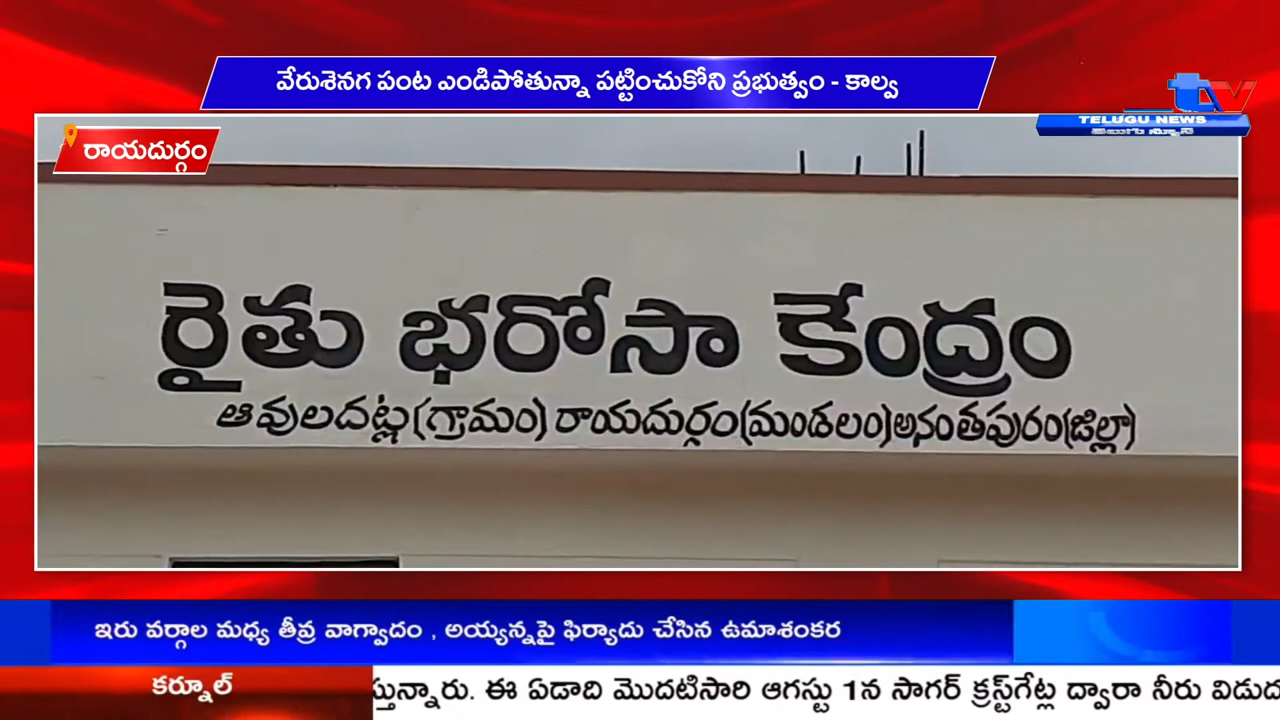 వేరుశెనగ పంట ఎండిపోతున్నా పట్టించుకోని ప్రభుత్వం - కాల్వ
tv
TELUGU NEWS
తెలుగు న్యూస్
రాయదుర్గం
రైతు భరోసా కేంద్రం
ఆవులదట్ల(గ్రామం) రాయదుర్గం(మండలం)అనంతపురం(జిల్లా)
ఇరు వర్గాల మధ్య తీవ్ర వాగ్వాదం , అయ్యన్నపై ఫిర్యాదు చేసిన ఉమాశంకర
కర్నూల్
స్తున్నారు. ఈ ఏడాది మొదటిసారి ఆగస్టు 1న సాగర్ క్రస్ట్‌గేట్ల ద్వారా నీరు విడుద